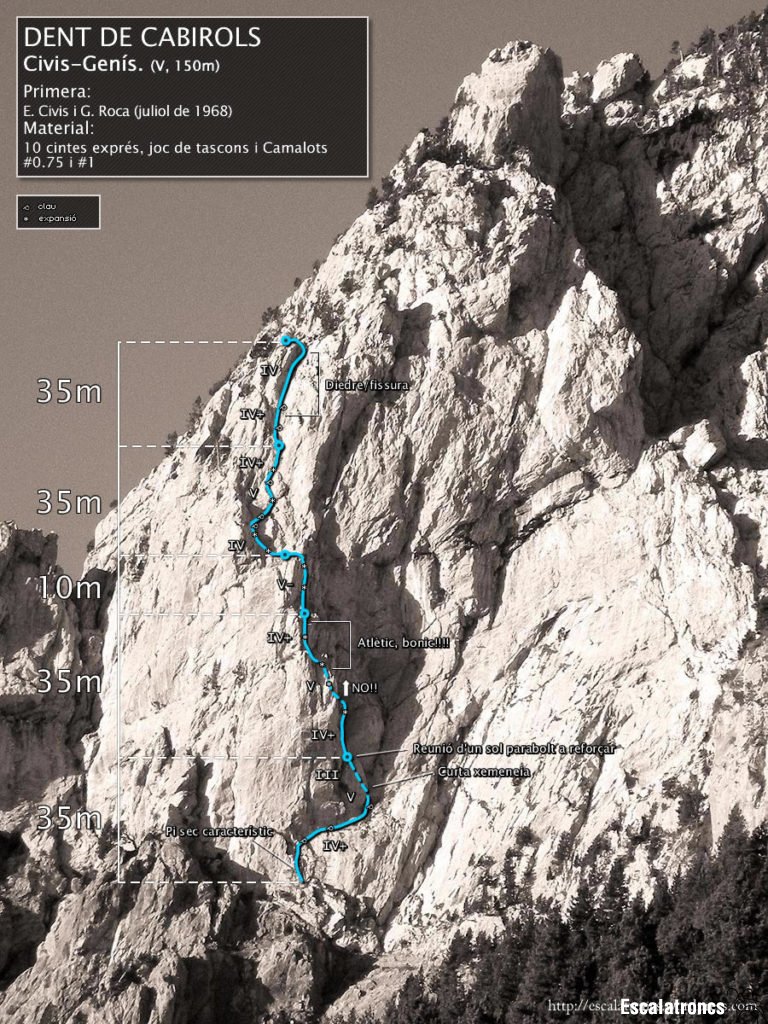 DENT DE CABIROLS
Civis-Genís. (V, 150m)
Primera:
E. Civis i G. Roca (juliol de 1968)
Material:
10 cintes exprés, joc de tascons i Camalots
#0.75 i #1
clau
expansió
35m
IV
Diedre/fissura
IV+
35m
IV+
V
IV
10m
V-
IV+
Atlètic, bonic!!!!
35m
V
NO!!
IV+
Reunió d'un sol parabolt a reforçar
III
Curta xemeneia
V
35m
Pi sec característic
IV+
Escalatroncs